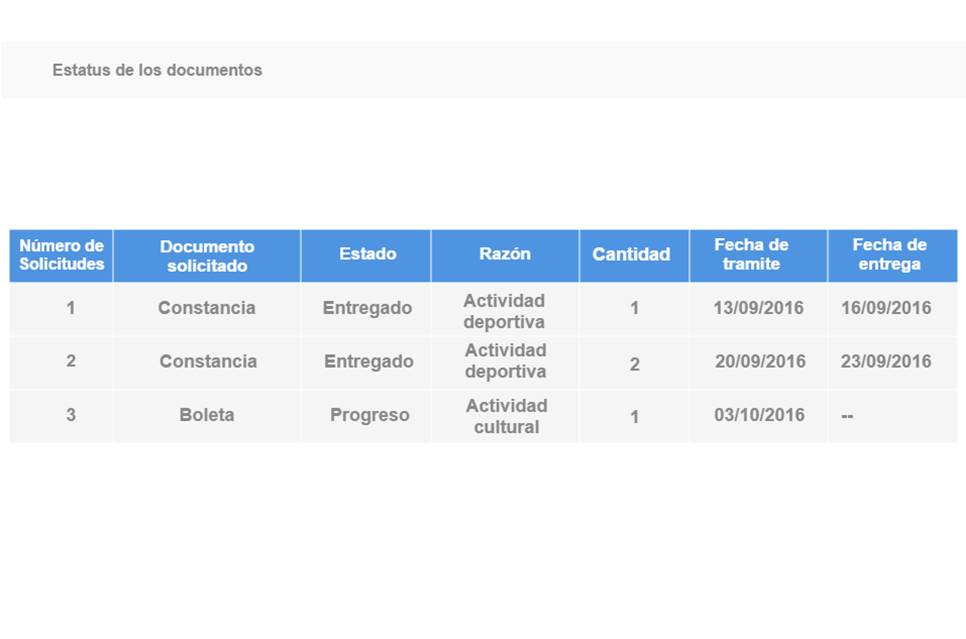 Estatus de los documentos
Número de Solicitudes Documento solicitado Estado Razón Cantidad Fecha de tramite Fecha de entrega
1 Constancia Entregado Actividad deportiva 1 13/09/2016 16/09/2016
2 Constancia Entregado Actividad deportiva 2 20/09/2016 23/09/2016
3 Boleta Progreso Actividad cultural 1 03/10/2016 --